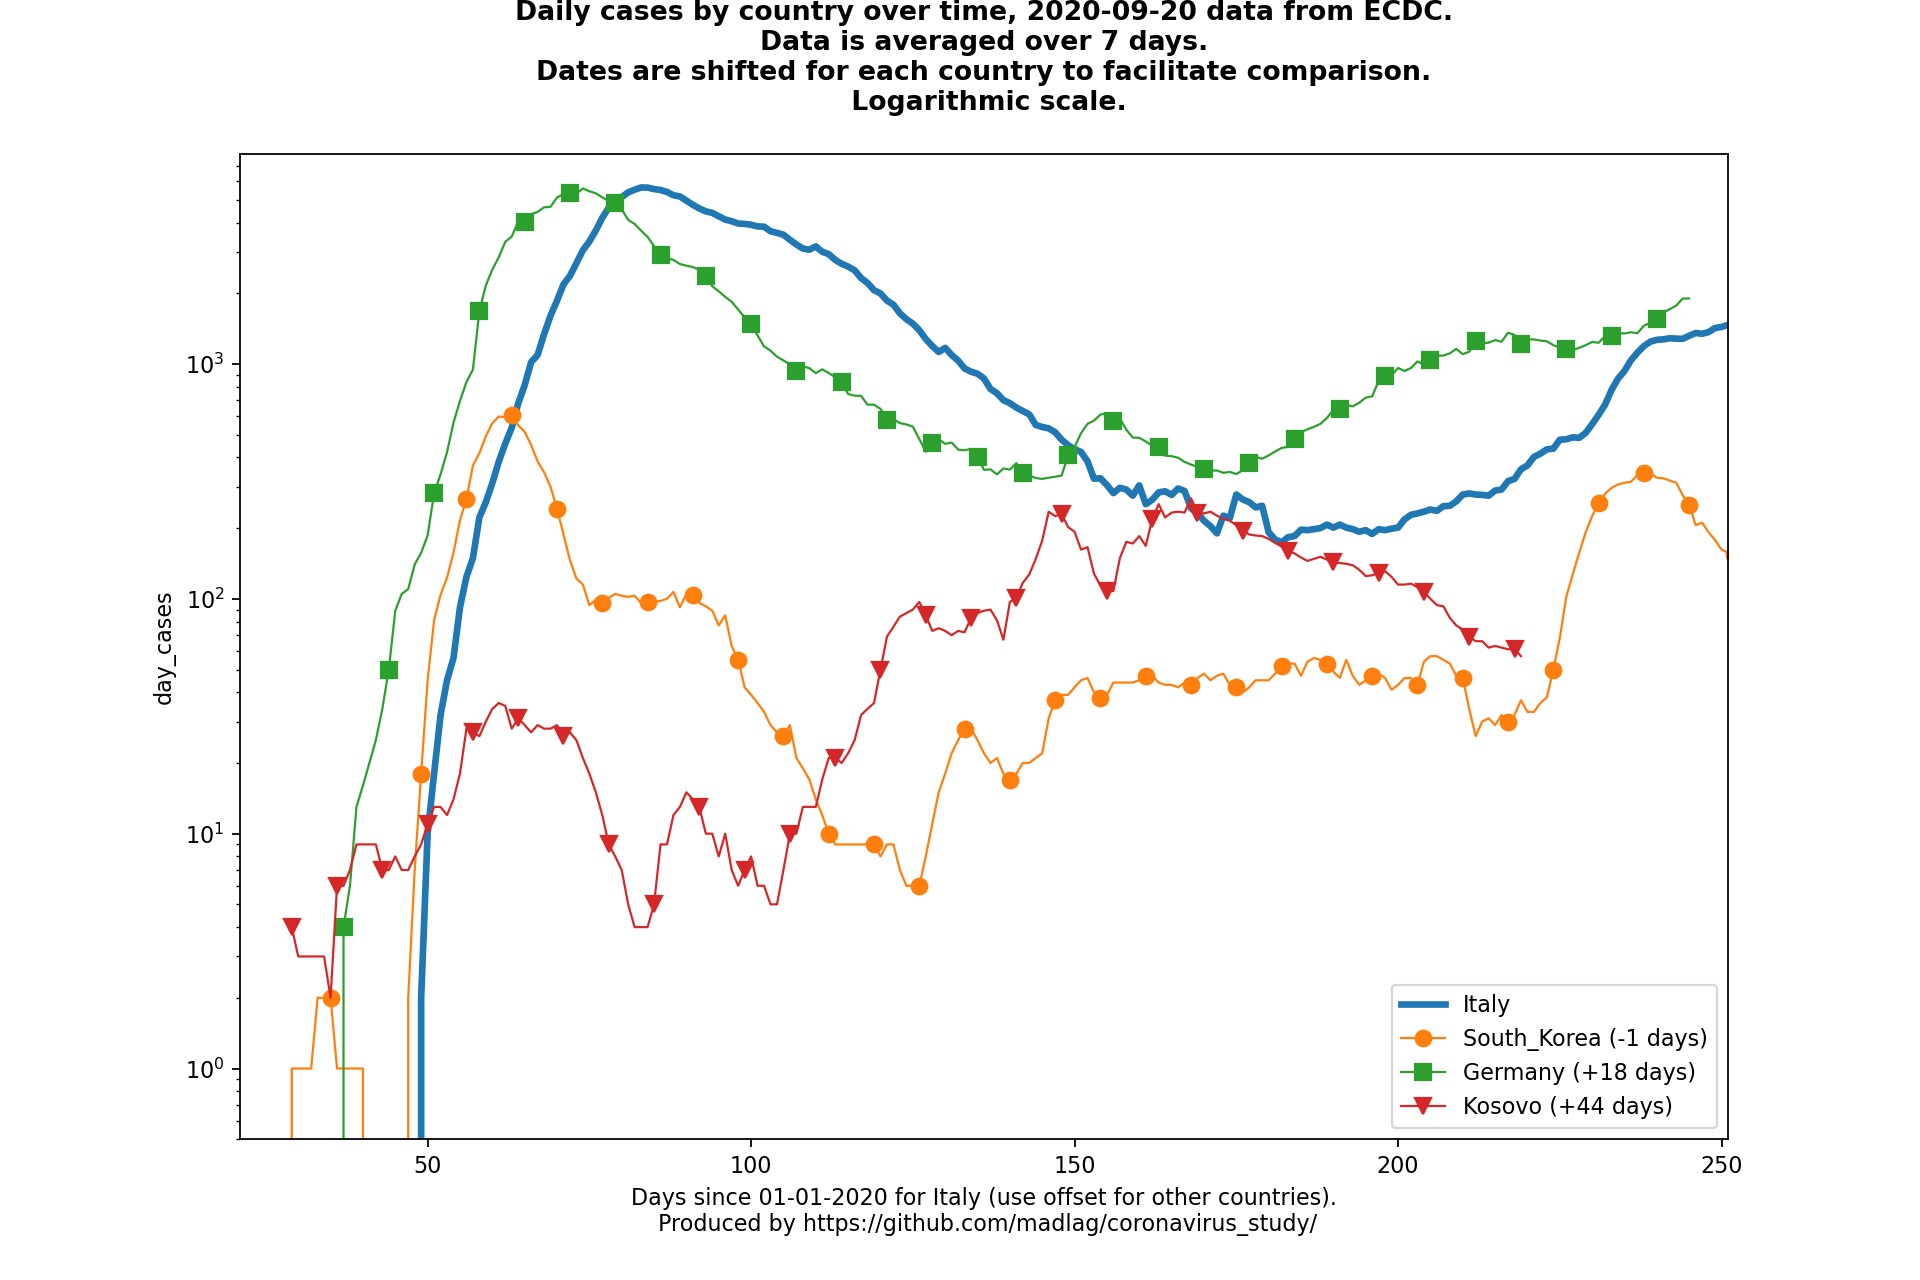 Daily cases by country over time, 2020-09-20 data from ECDC.
Data is averaged over 7 days.
Dates are shifted for each country to facilitate comparison.
Logarithmic scale.
10³
10²
10¹
10⁰
day_cases
50
100
150
200
250
Italy
South_Korea (-1 days)
Germany (+18 days)
Kosovo (+44 days)
Days since 01-01-2020 for Italy (use offset for other countries).
Produced by https://github.com/madlag/coronavirus_study/